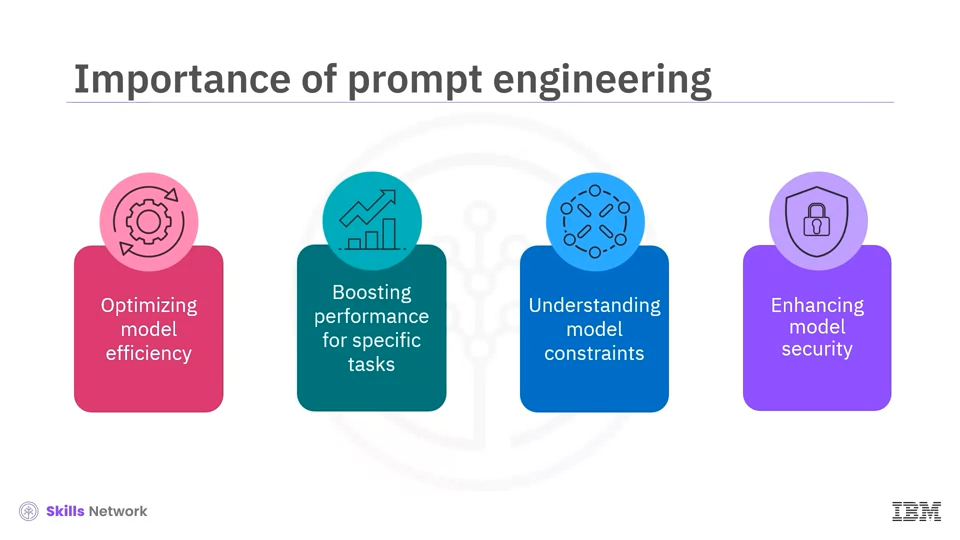 Importance of prompt engineering
Optimizing
model
efficiency
Boosting
performance
for specific
tasks
Understanding
model
constraints
Enhancing
model
security
Skills Network
IBM